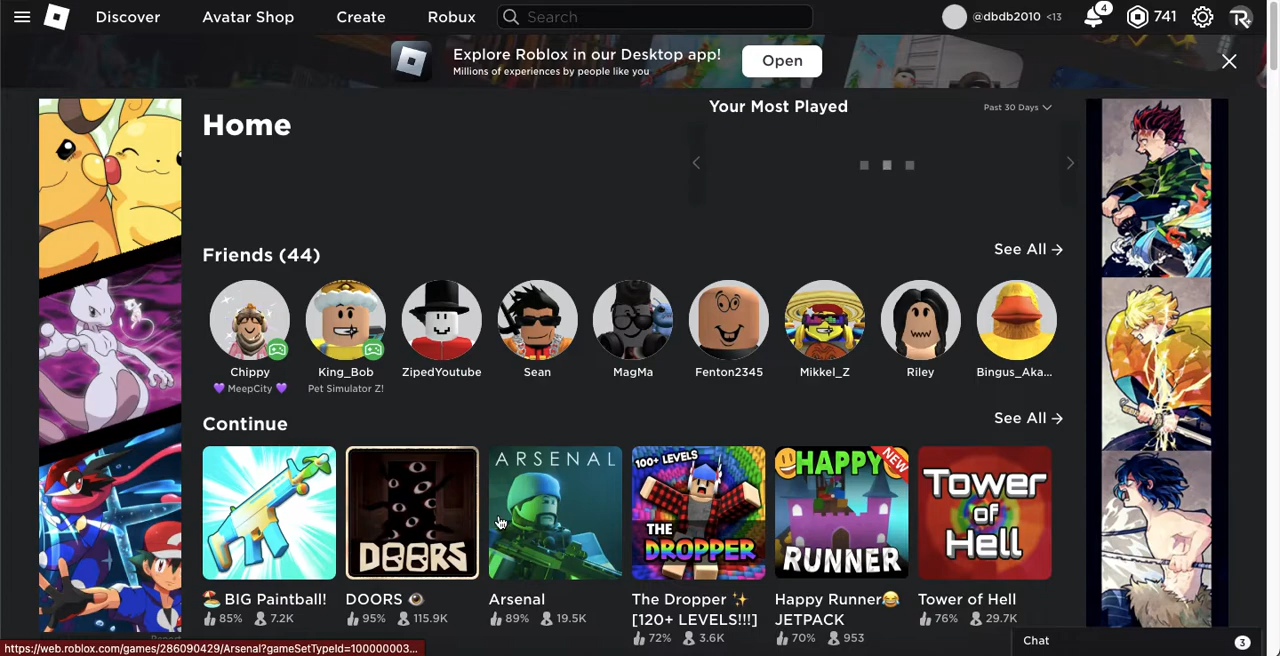 Discover Avatar Shop Create Robux Search @dbdb2010 <13 4 741
Explore Roblox in our Desktop app!
Millions of experiences by people like you
Open
Home
Your Most Played
Past 30 Days
Friends (44)
See All →
Chippy King_Bob ZipedYoutube Sean MagMa Fenton2345 Mikkel_Z Riley Bingus_Aka...
💜 MeepCity 💜 Pet Simulator Z!
Continue
See All →
DOORS
ARSENAL
100+ LEVELS
THE
DROPPER
HAPPY
NEW
RUNNER
Tower
of
Hell
🏖️ BIG Paintball!
85% 7.2K
DOORS 👁️
95% 115.9K
Arsenal
89% 19.5K
The Dropper ✨
[120+ LEVELS!!!]
72% 3.6K
Happy Runner😂
JETPACK
70% 953
Tower of Hell
76% 29.7K
Chat 3
https://web.roblox.com/games/286090429/Arsenal?gameSetTypeId=100000003...